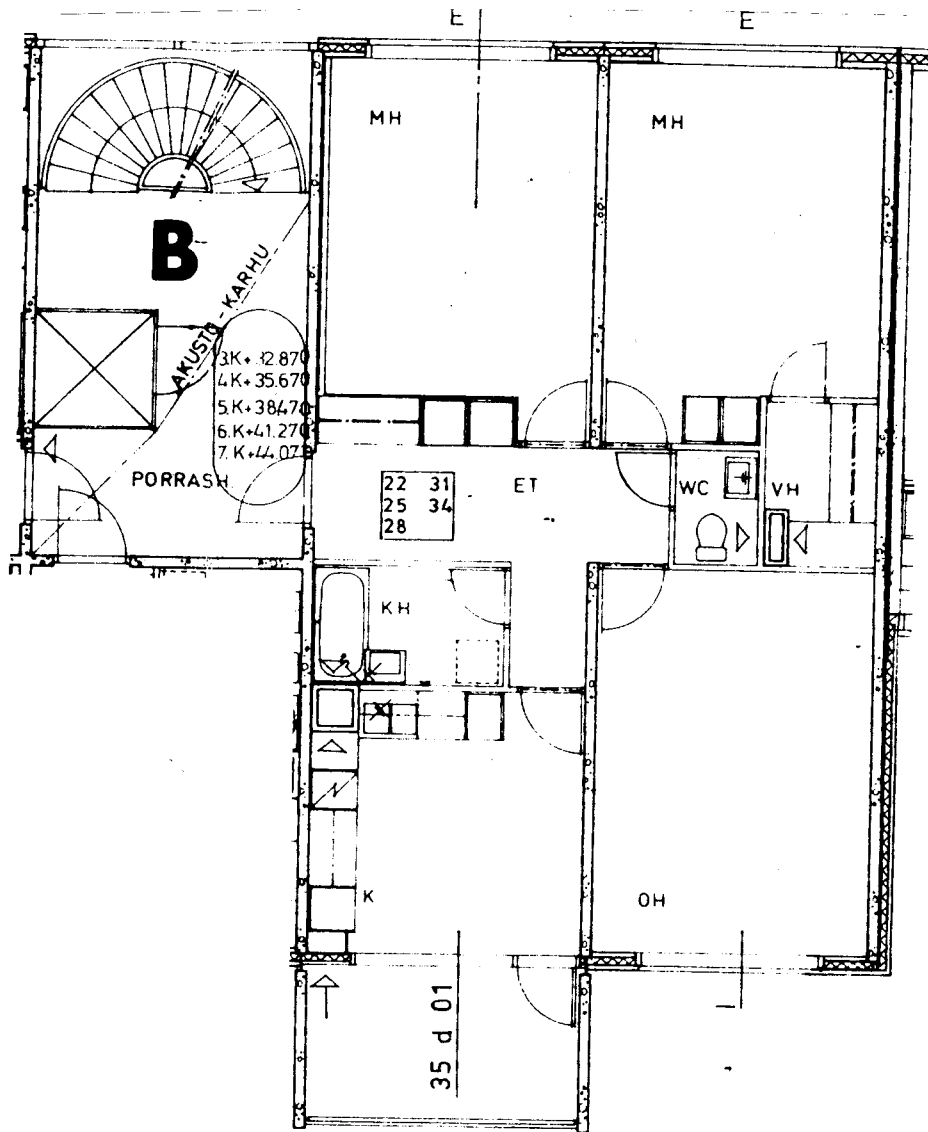 E
E
MH
MH
B
AKUSTO-KARHU
3.K+32.870
4.K+35.670
5.K+38.470
6.K+41.270
7.K+44.070
PORRASH
22 31
25 34
28
ET
WC
VH
KH
K
OH
35 d 01